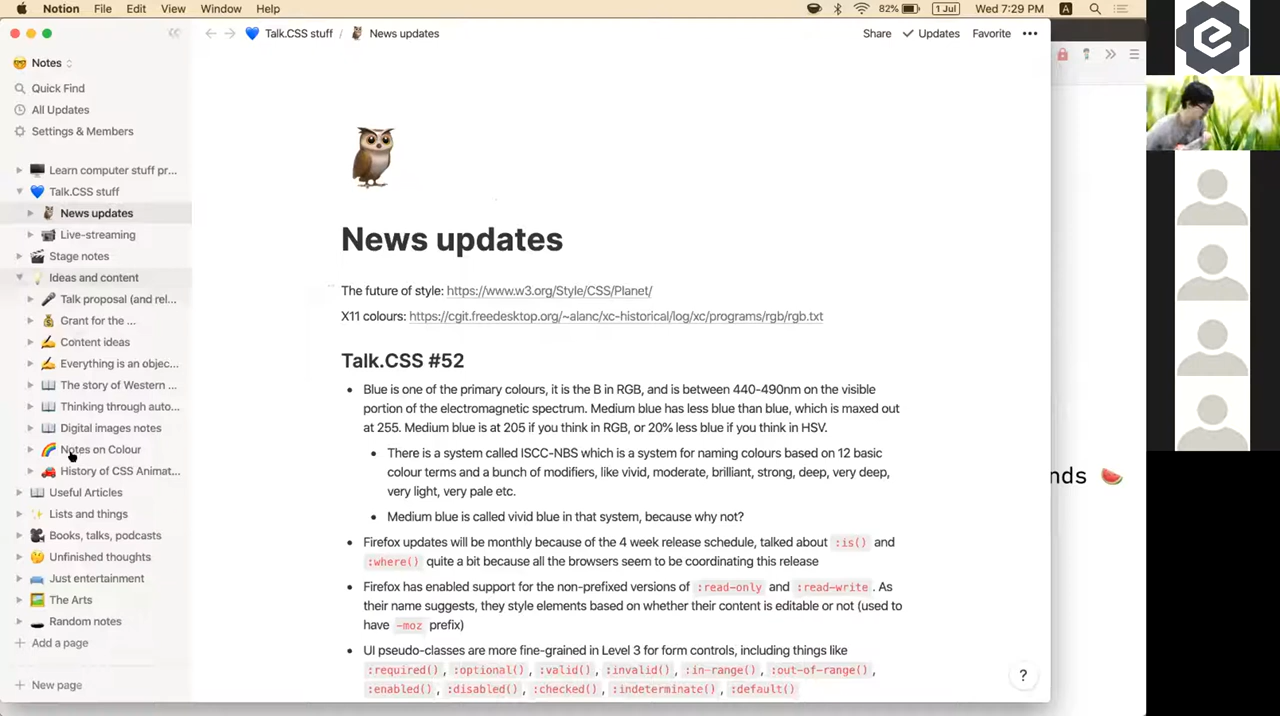 Notion File Edit View Window Help
82% 1 Jul Wed 7:29 PM A
Talk.CSS stuff / News updates
Share Updates Favorite
Notes
Quick Find
All Updates
Settings & Members
Learn computer stuff pr...
Talk.CSS stuff
News updates
Live-streaming
Stage notes
Ideas and content
Talk proposal (and rel...
Grant for the ...
Content ideas
Everything is an objec...
The story of Western ...
Thinking through auto...
Digital images notes
Notes on Colour
History of CSS Animat...
Useful Articles
Lists and things
Books, talks, podcasts
Unfinished thoughts
Just entertainment
The Arts
Random notes
Add a page
New page
News updates
The future of style: https://www.w3.org/Style/CSS/Planet/
X11 colours: https://cgit.freedesktop.org/~alanc/xc-historical/log/xc/programs/rgb/rgb.txt
Talk.CSS #52
Blue is one of the primary colours, it is the B in RGB, and is between 440-490nm on the visible
portion of the electromagnetic spectrum. Medium blue has less blue than blue, which is maxed out
at 255. Medium blue is at 205 if you think in RGB, or 20% less blue if you think in HSV.
There is a system called ISCC-NBS which is a system for naming colours based on 12 basic
colour terms and a bunch of modifiers, like vivid, moderate, brilliant, strong, deep, very deep,
very light, very pale etc.
Medium blue is called vivid blue in that system, because why not?
Firefox updates will be monthly because of the 4 week release schedule, talked about :is() and
:where() quite a bit because all the browsers seem to be coordinating this release
Firefox has enabled support for the non-prefixed versions of :read-only and :read-write . As
their name suggests, they style elements based on whether their content is editable or not (used to
have -moz prefix)
UI pseudo-classes are more fine-grained in Level 3 for form controls, including things like
:required() , :optional() , :valid() , :invalid() , :in-range() , :out-of-range() ,
:enabled() , :disabled() , :checked() , :indeterminate() , :default()
?
nds